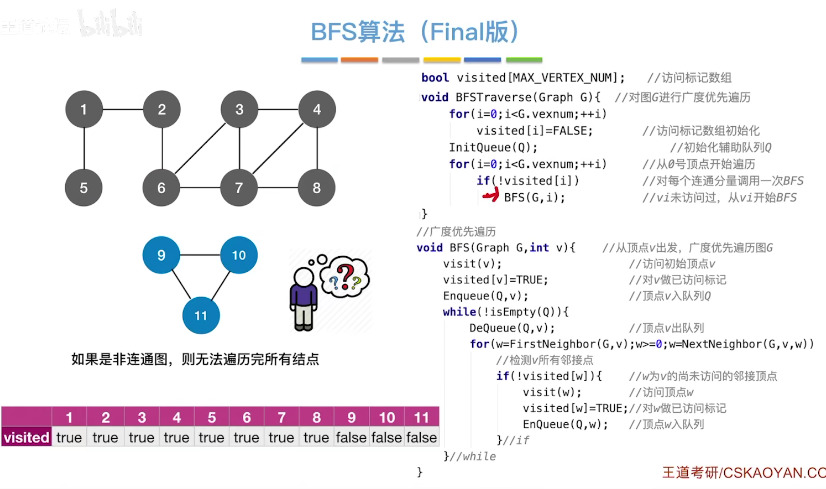 BFS算法（Final版）
1 2 3 4
5 6 7 8
9 10
11
???
如果是非连通图，则无法遍历完所有结点
1 2 3 4 5 6 7 8 9 10 11
visited true true true true true true true true false false false
bool visited[MAX_VERTEX_NUM]; //访问标记数组
void BFSTraverse(Graph G){ //对图G进行广度优先遍历
for(i=0;i<G.vexnum;++i)
visited[i]=FALSE; //访问标记数组初始化
InitQueue(Q); //初始化辅助队列Q
for(i=0;i<G.vexnum;++i) //从0号顶点开始遍历
if(!visited[i]) //对每个连通分量调用一次BFS
BFS(G,i); //vi未访问过，从vi开始BFS
}
//广度优先遍历
void BFS(Graph G,int v){ //从顶点v出发，广度优先遍历图G
visit(v); //访问初始顶点v
visited[v]=TRUE; //对v做已访问标记
Enqueue(Q,v); //顶点v入队列Q
while(!isEmpty(Q)){
DeQueue(Q,v); //顶点v出队列
for(w=FirstNeighbor(G,v);w>=0;w=NextNeighbor(G,v,w))
//检测v所有邻接点
if(!visited[w]){ //w为v的尚未访问的邻接顶点
visit(w); //访问顶点w
visited[w]=TRUE;//对w做已访问标记
EnQueue(Q,w); //顶点w入队列
}//if
}//while
}
王道考研/CSKAOYAN.CO